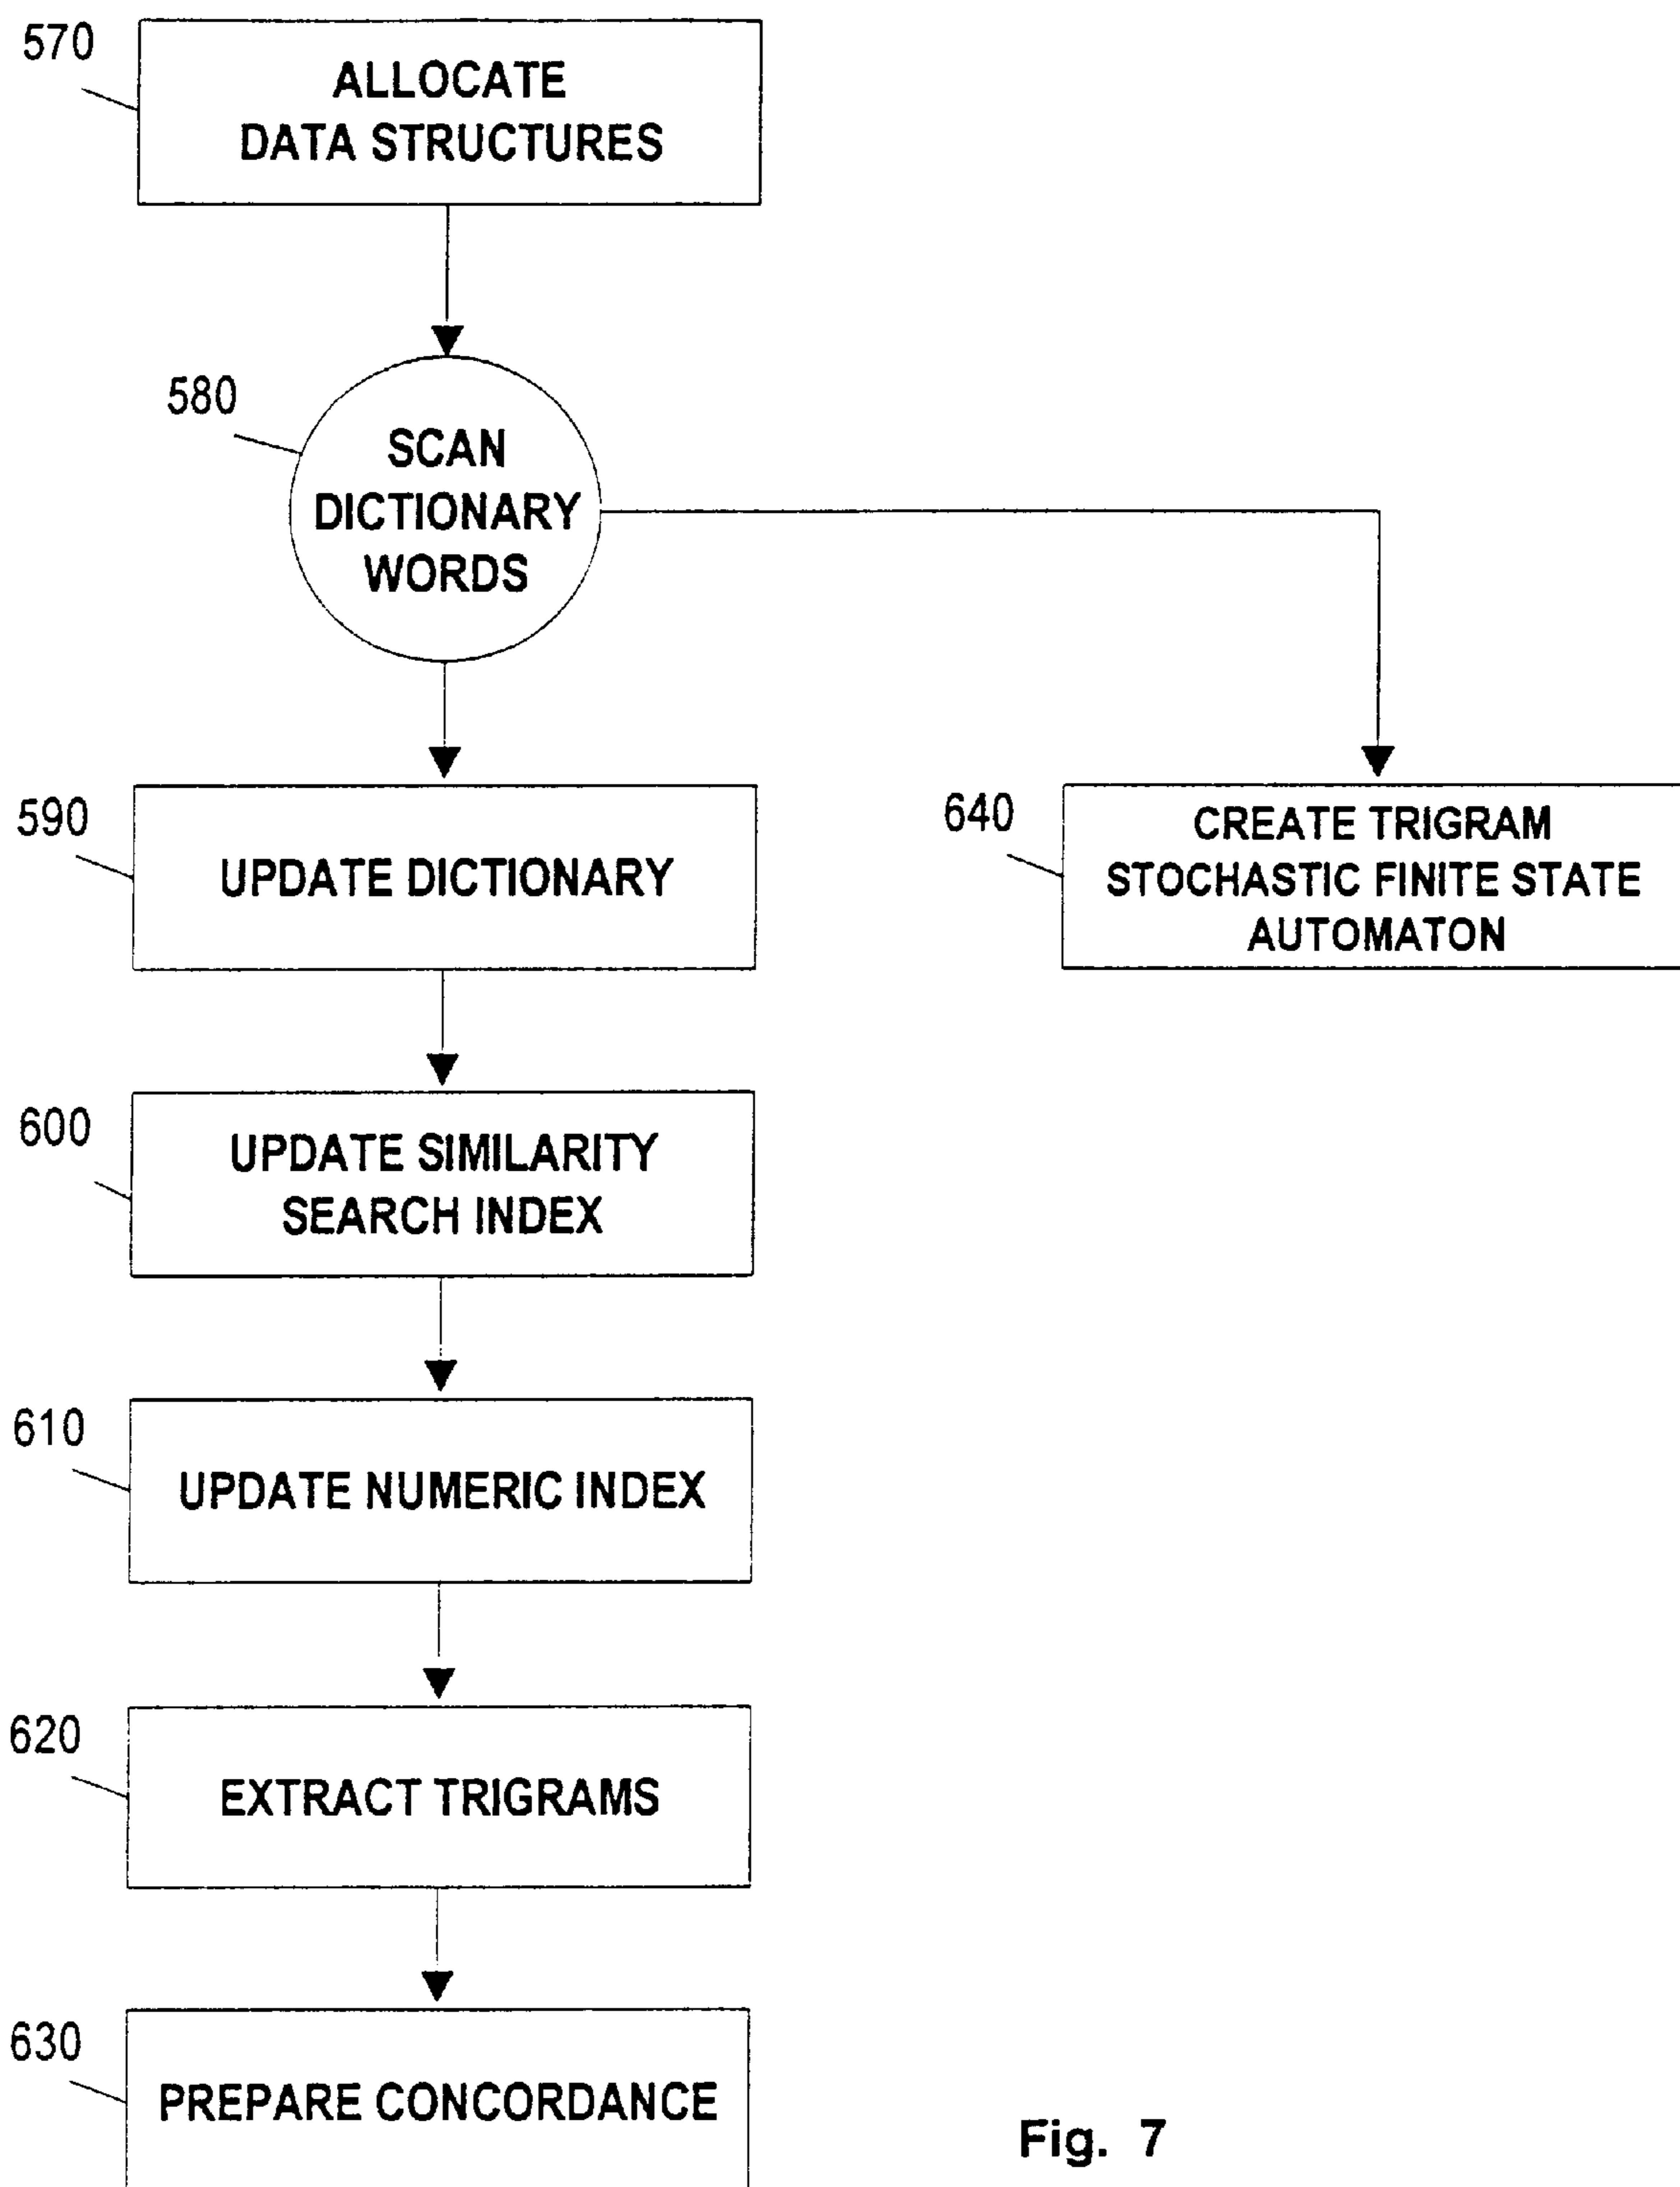 570
ALLOCATE
DATA STRUCTURES
580
SCAN
DICTIONARY
WORDS
590
UPDATE DICTIONARY
640
CREATE TRIGRAM
STOCHASTIC FINITE STATE
AUTOMATON
600
UPDATE SIMILARITY
SEARCH INDEX
610
UPDATE NUMERIC INDEX
620
EXTRACT TRIGRAMS
630
PREPARE CONCORDANCE
Fig. 7